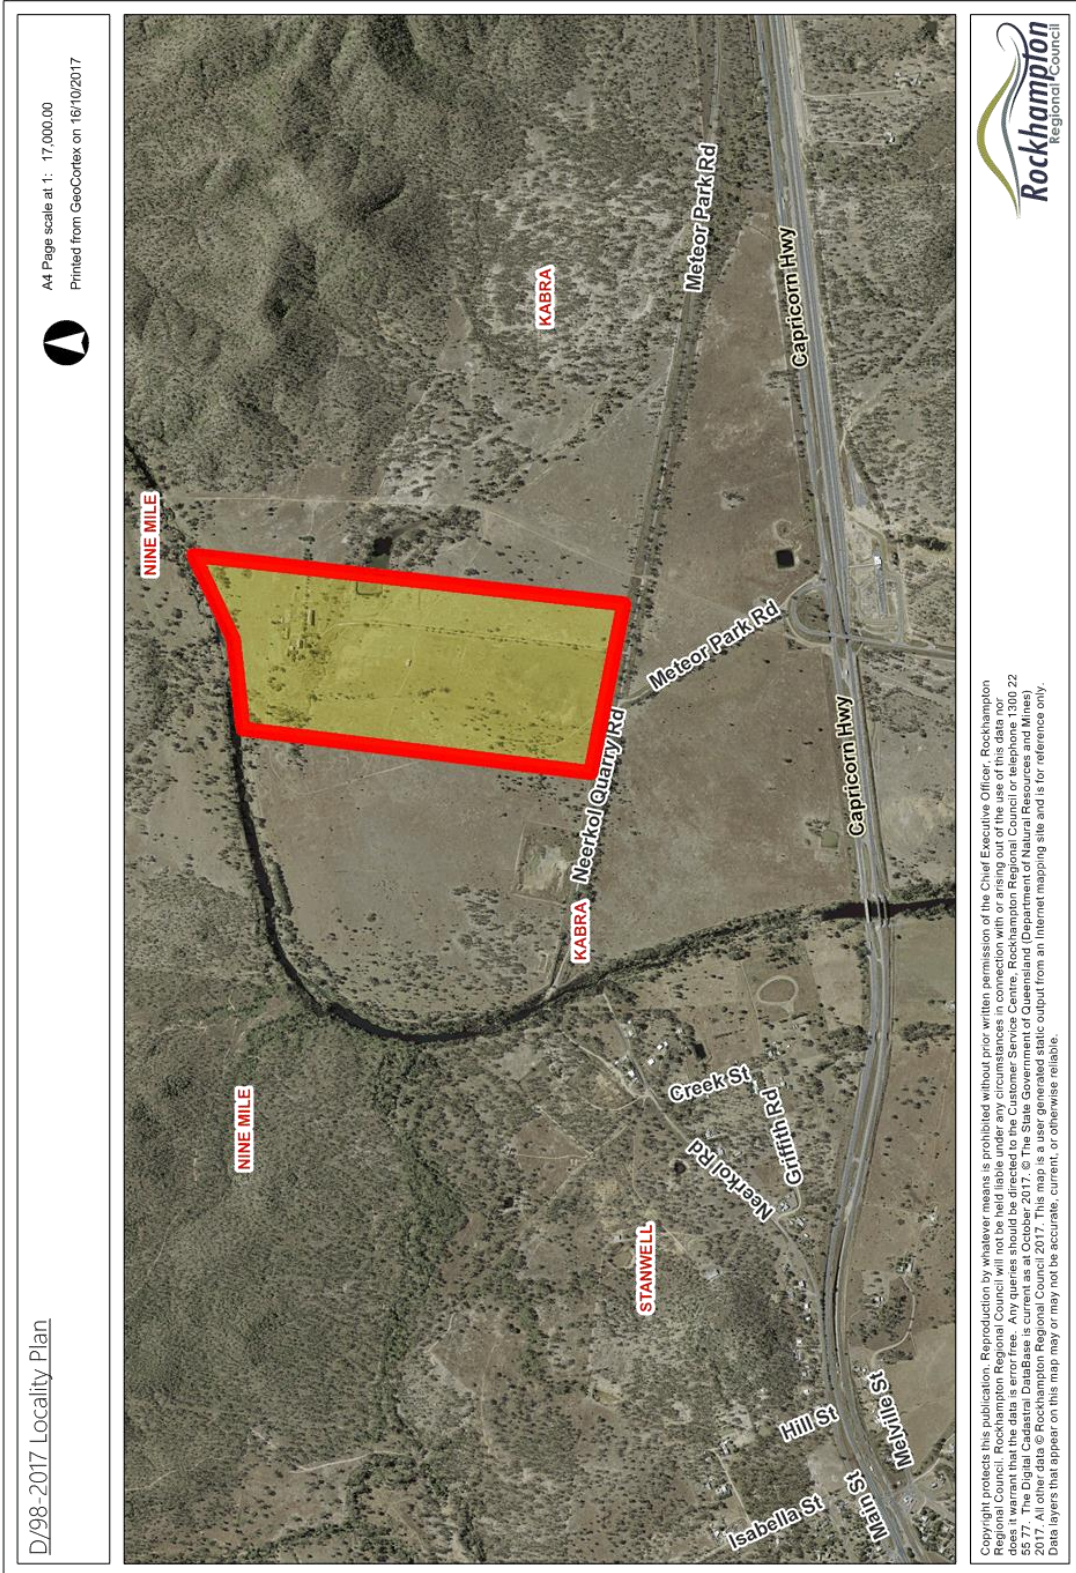 D/98-2017 Locality Plan
A4 Page scale at 1: 17,000.00
Printed from GeoCortex on 16/10/2017
NINE MILE
NINE MILE
KABRA
KABRA
STANWELL
Meteor Park Rd
Capricorn Hwy
Meteor Park Rd
Neerkol Quarry Rd
Capricorn Hwy
Creek St
Neerkol Rd
Griffith Rd
Hill St
Isabella St
Main St
Melville St
Copyright protects this publication. Reproduction by whatever means is prohibited without prior written permission of the Chief Executive Officer, Rockhampton
Regional Council. Rockhampton Regional Council will not be held liable under any circumstances in connection with or arising out of the use of this data nor
does it warrant that the data is error free. Any queries should be directed to the Customer Service Centre, Rockhampton Regional Council or telephone 1300 22
55 77. The Digital Cadastral DataBase is current as at October 2017. © The State Government of Queensland (Department of Natural Resources and Mines)
2017. All other data © Rockhampton Regional Council 2017. This map is a user generated static output from an Internet mapping site and is for reference only.
Data layers that appear on this map may or may not be accurate, current, or otherwise reliable.
Rockhampton
Regional Council